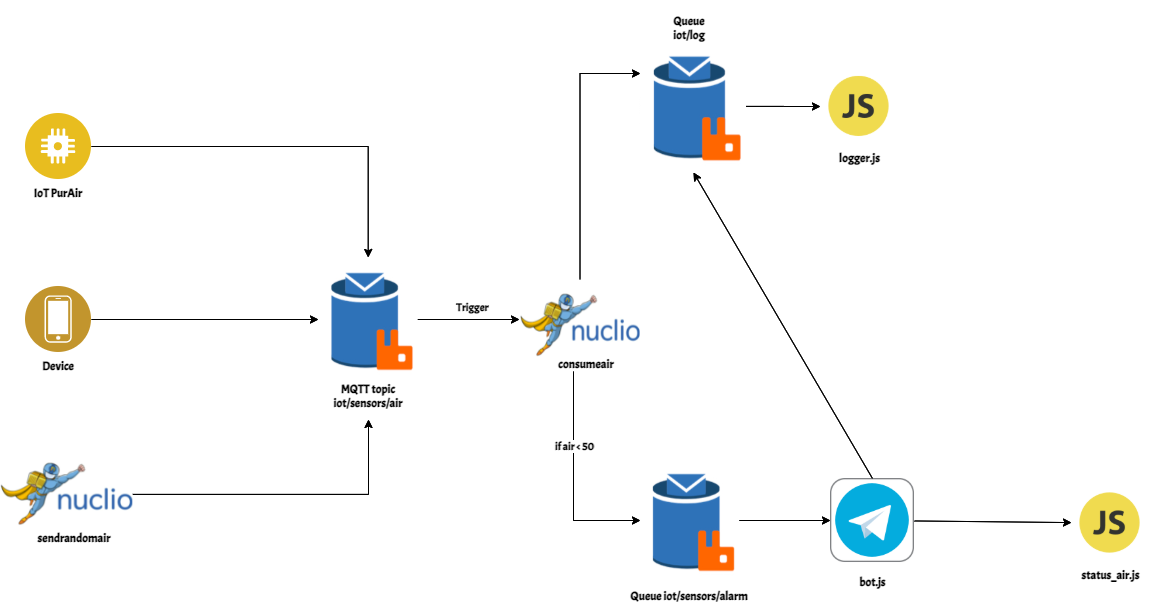 Queue
iot/log
JS
logger.js
IoT PurAir
Device
Trigger
nuclio
consumeair
MQTT topic
iot/sensors/air
if air < 50
nuclio
sendrandomair
JS
bot.js
status_air.js
Queue iot/sensors/alarm